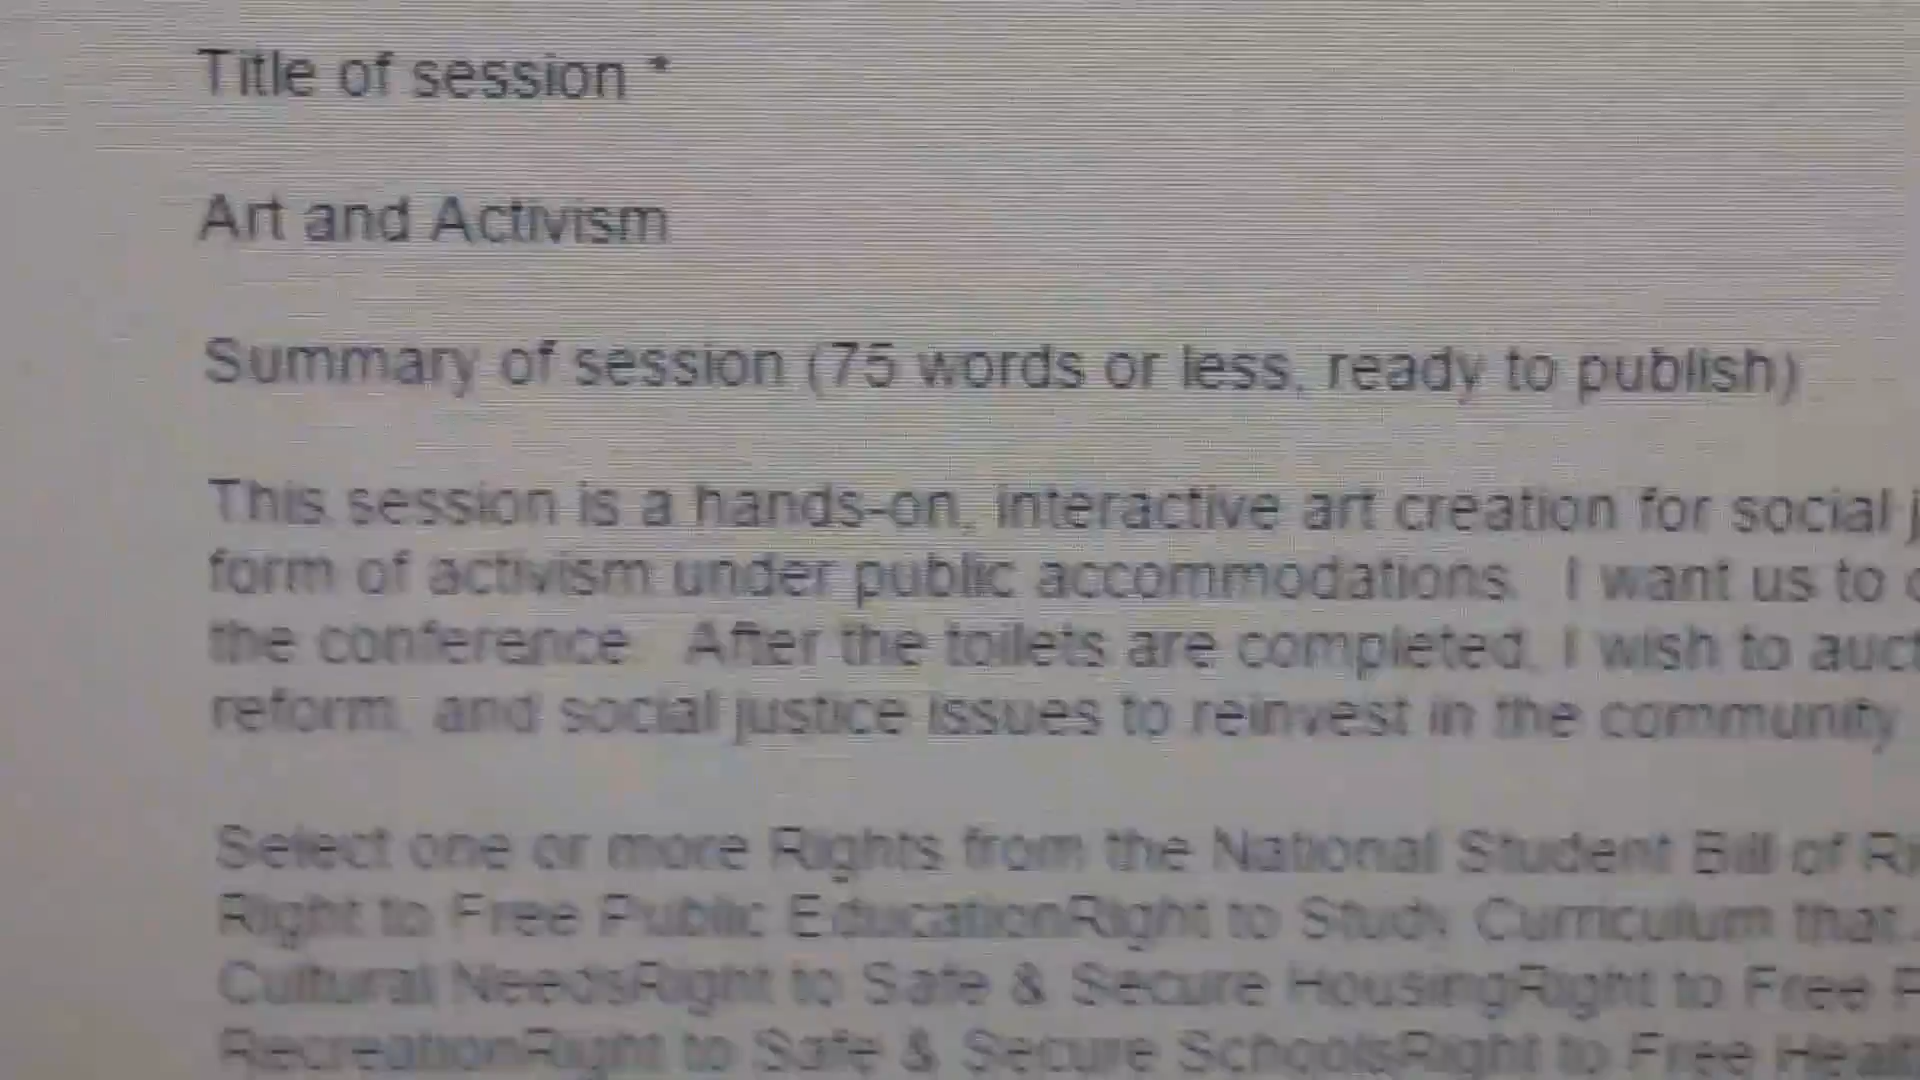 Title of session *
Art and Activism
Summary of session (75 words or less, ready to publish)
This session is a hands-on, interactive art creation for social
form of activism under public accommodations. I want us to
the conference. After the toilets are completed, I wish to
reform, and social justice issues to reinvest in the community
Select one or more Rights from the National Student Bill of
Right to Free Public EducationRight to Study Curriculum that
Cultural NeedsRight to Safe & Secure HousingRight to Free
RecreationRight to Safe & Secure SchoolsRight to Free